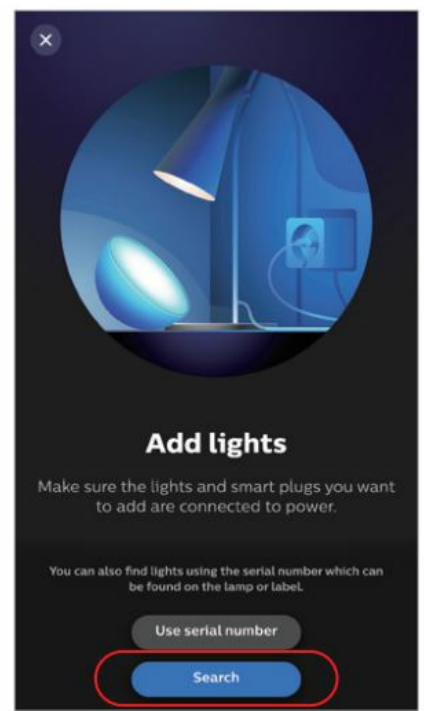 Add lights
Make sure the lights and smart plugs you want
to add are connected to power.
You can also find lights using the serial number which can
be found on the lamp or label.
Use serial number
Search